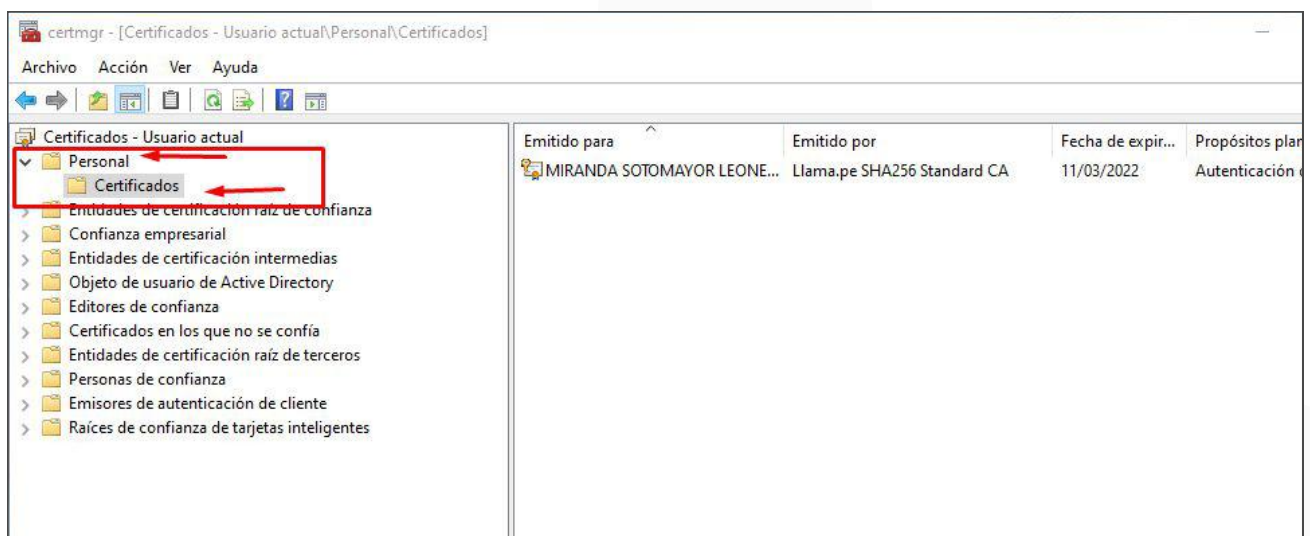 certmgr - [Certificados - Usuario actual\Personal\Certificados]
Archivo Acción Ver Ayuda
Certificados - Usuario actual
Personal
Certificados
Entidades de certificación raíz de confianza
Confianza empresarial
Entidades de certificación intermedias
Objeto de usuario de Active Directory
Editores de confianza
Certificados en los que no se confía
Entidades de certificación raíz de terceros
Personas de confianza
Emisores de autenticación de cliente
Raíces de confianza de tarjetas inteligentes
Emitido para Emitido por Fecha de expir... Propósitos plan
MIRANDA SOTOMAYOR LEONE... Llama.pe SHA256 Standard CA 11/03/2022 Autenticación